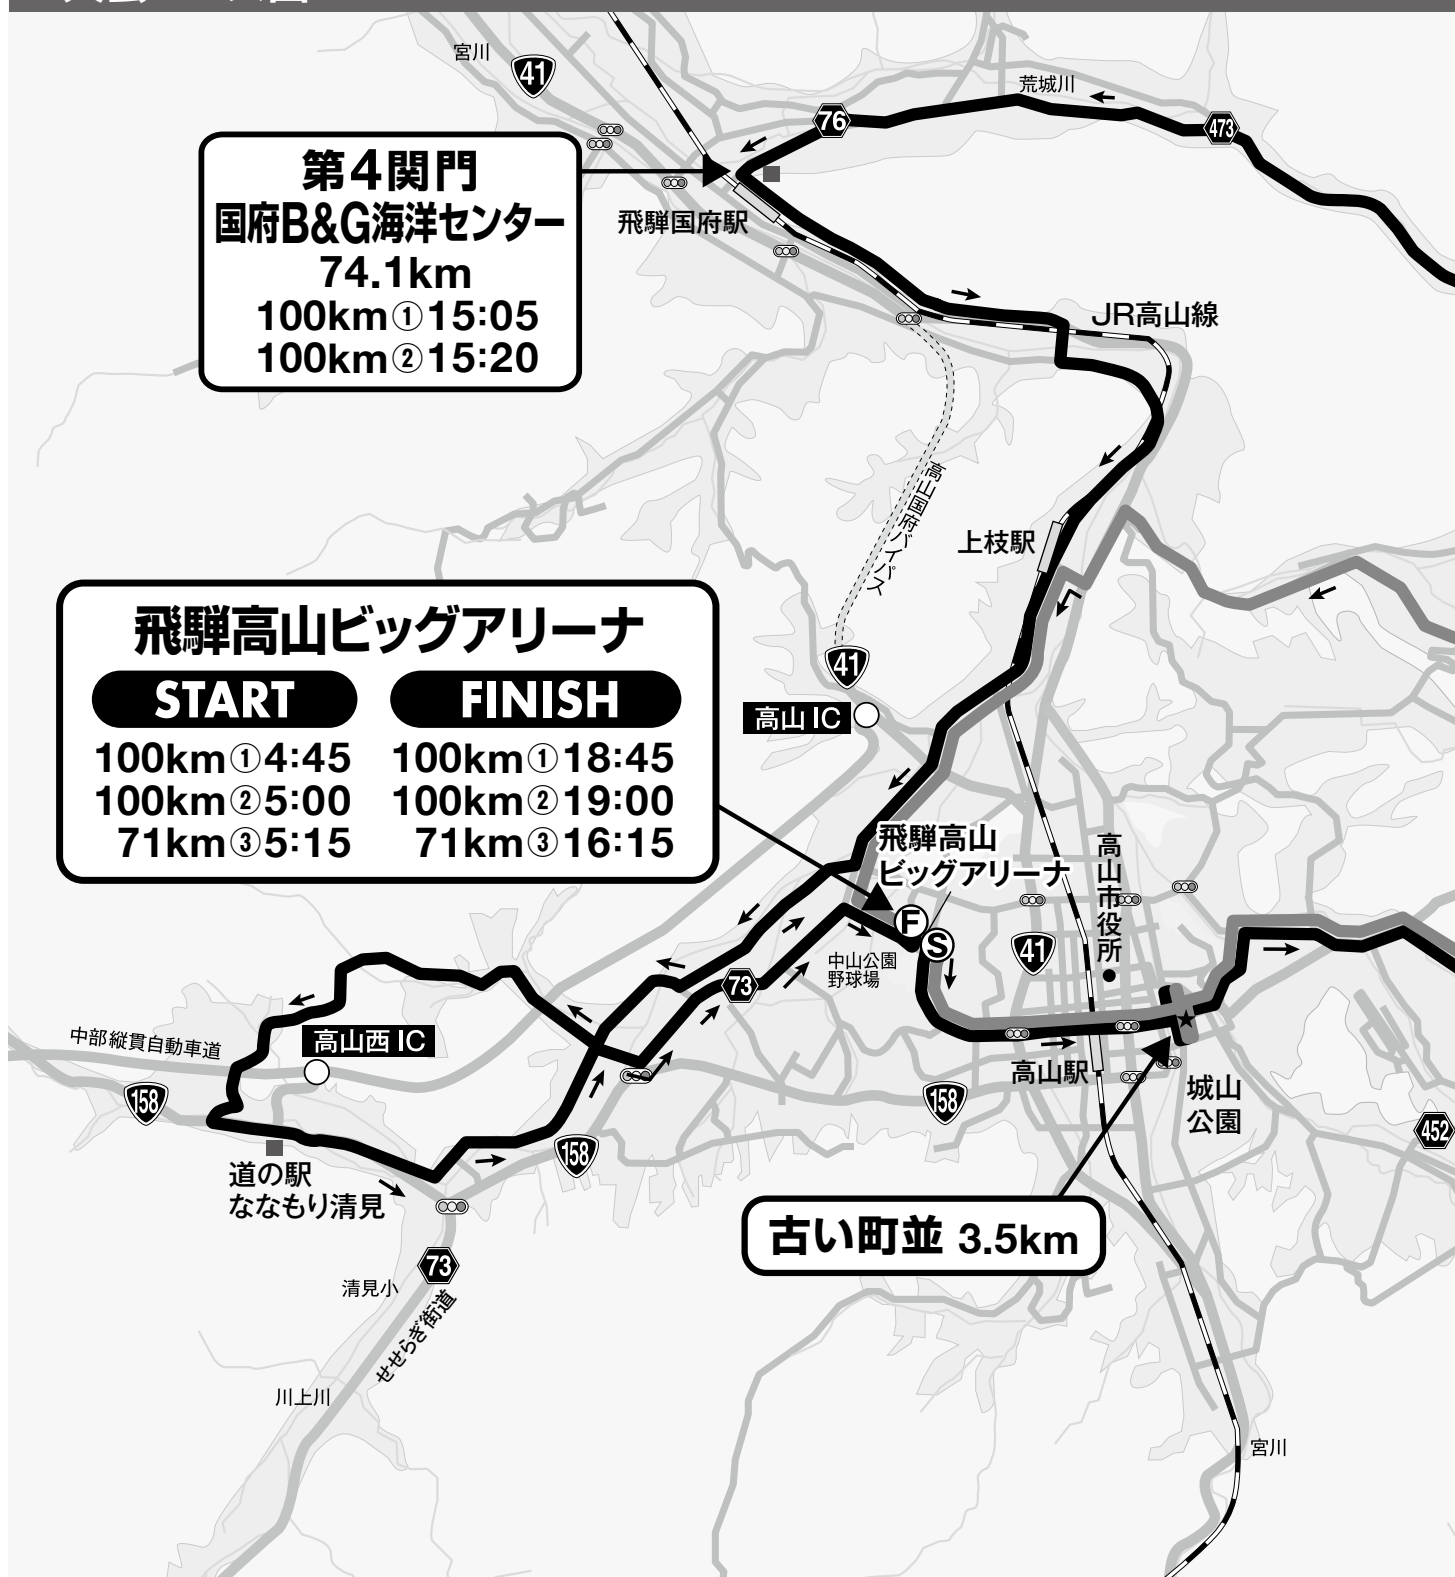 宮川
41
荒城川
76
473
第4関門
国府B&G海洋センター
74.1km
100km①15:05
100km②15:20
飛騨国府駅
JR高山線
高山国府バイパス
上枝駅
飛騨高山ビッグアリーナ
START
FINISH
100km①4:45
100km①18:45
100km②5:00
100km②19:00
71km③5:15
71km③16:15
41
高山IC
飛騨高山
ビッグアリーナ
高山市役所
F
S
41
中山公園
野球場
73
中部縦貫自動車道
高山西IC
158
高山駅
158
城山
公園
452
158
道の駅
ななもり清見
古い町並 3.5km
73
清見小
せせらぎ街道
川上川
宮川